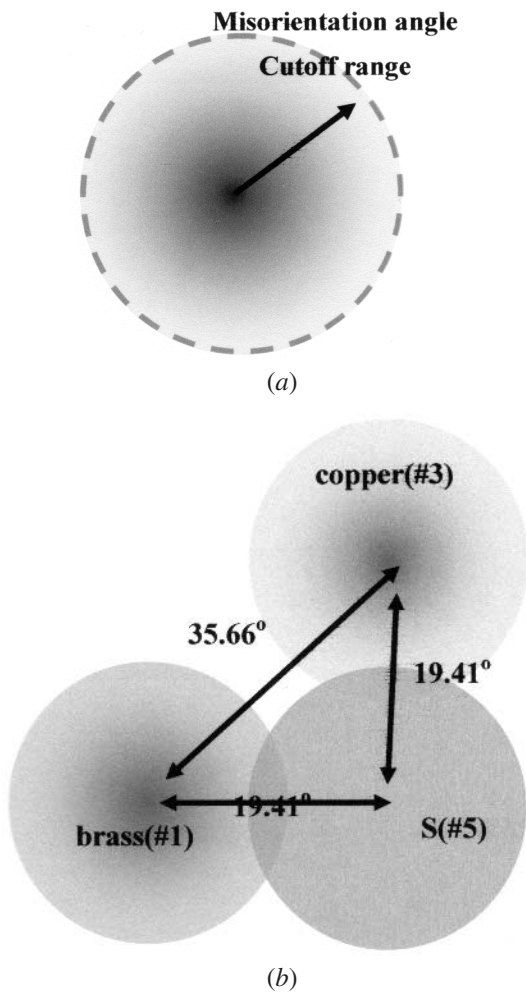 Misorientation angle
Cutoff range
(a)
copper(#3)
35.66°
19.41°
19.41°
brass(#1)
S(#5)
(b)